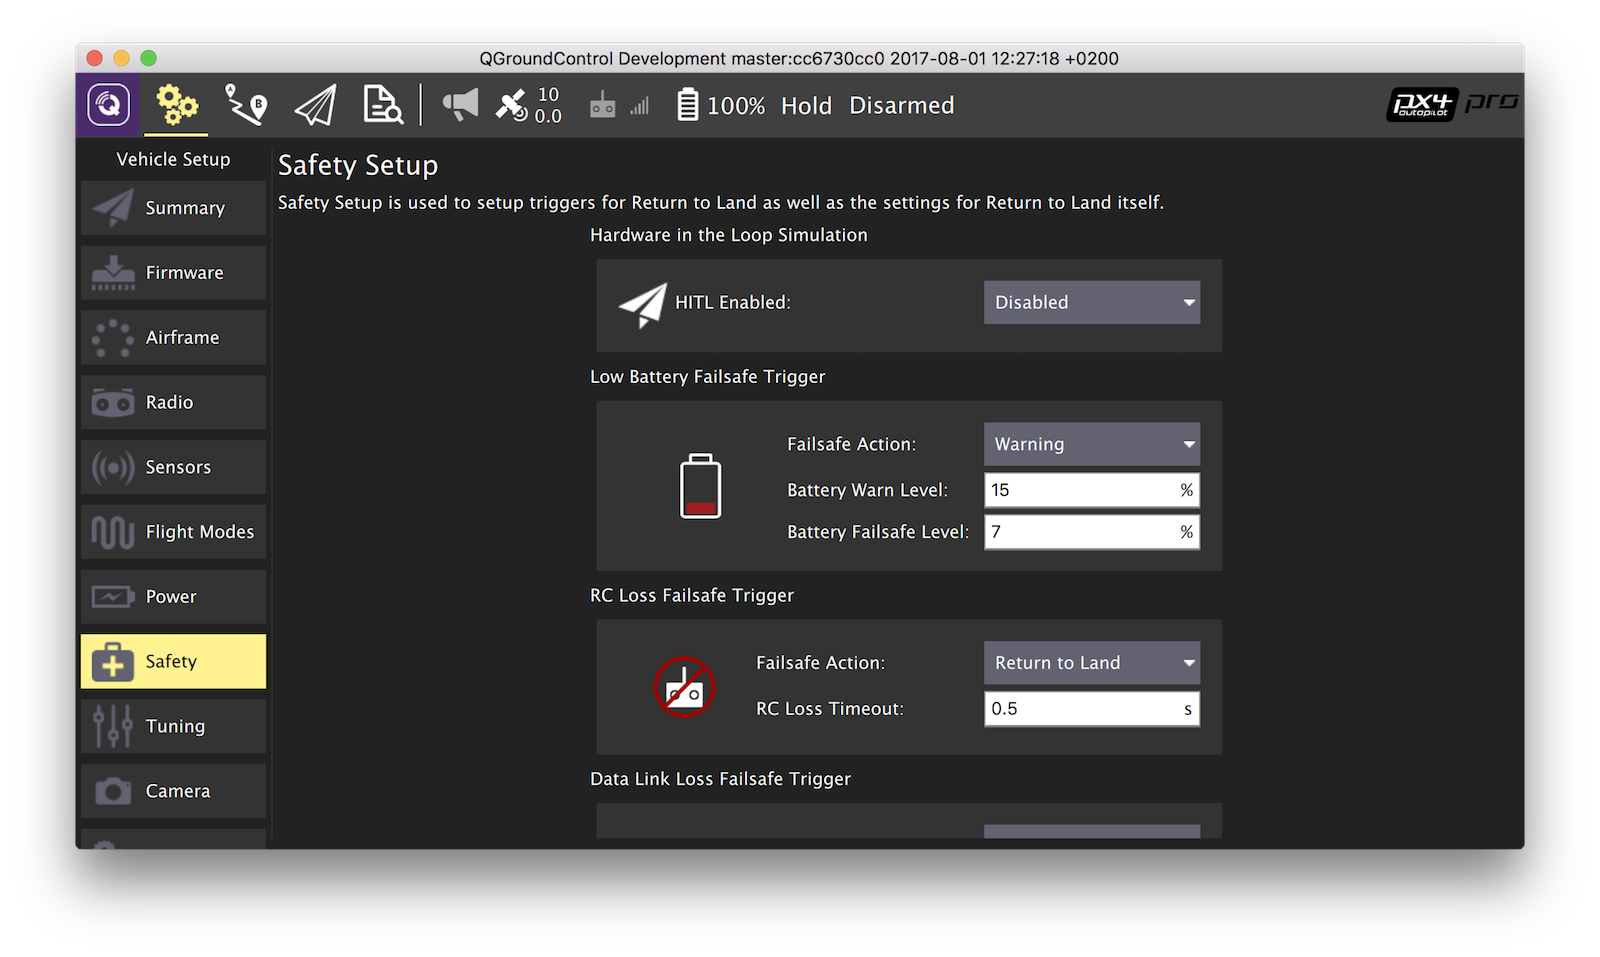 QGroundControl Development master:cc6730cc0 2017-08-01 12:27:18 +0200
Q
A
B
10
0.0
100%
Hold
Disarmed
px4 pro
autopilot
Vehicle Setup
Summary
Firmware
Airframe
Radio
Sensors
Flight Modes
Power
Safety
Tuning
Camera
Safety Setup
Safety Setup is used to setup triggers for Return to Land as well as the settings for Return to Land itself.
Hardware in the Loop Simulation
HITL Enabled: Disabled
Low Battery Failsafe Trigger
Failsafe Action: Warning
Battery Warn Level: 15 %
Battery Failsafe Level: 7 %
RC Loss Failsafe Trigger
Failsafe Action: Return to Land
RC Loss Timeout: 0.5 s
Data Link Loss Failsafe Trigger